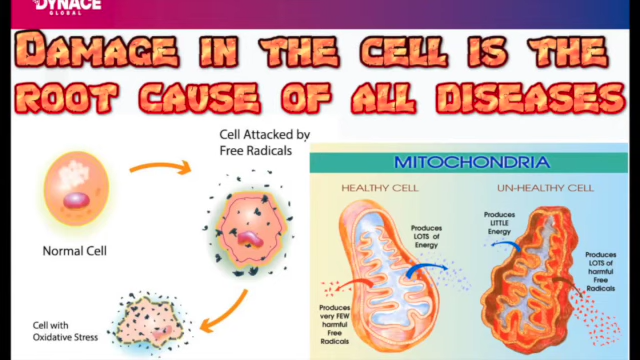 DYNACE
GLOBAL
DAMAGE IN THE CELL IS THE
ROOT CAUSE OF ALL DISEASES
Cell Attacked by
Free Radicals
Normal Cell
Cell with
Oxidative Stress
MITOCHONDRIA
HEALTHY CELL
UN-HEALTHY CELL
Produces
LOTS of
Energy
Produces
very FEW
harmful
Free
Radicals
Produces
LITTLE
Energy
Produces
LOTS of
harmful
Free
Radicals